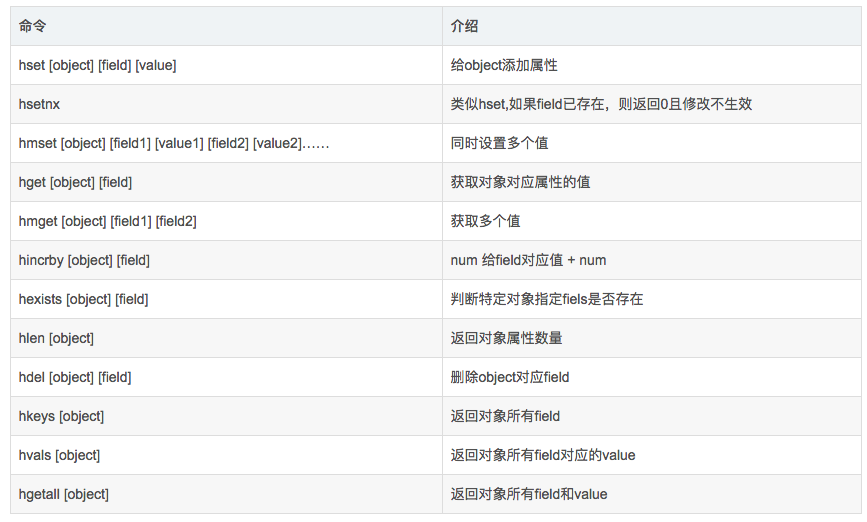 命令 介绍
hset [object] [field] [value] 给object添加属性
hsetnx 类似hset,如果field已存在，则返回0且修改不生效
hmset [object] [field1] [value1] [field2] [value2]…… 同时设置多个值
hget [object] [field] 获取对象对应属性的值
hmget [object] [field1] [field2] 获取多个值
hincrby [object] [field] num 给field对应值 + num
hexists [object] [field] 判断特定对象指定fiels是否存在
hlen [object] 返回对象属性数量
hdel [object] [field] 删除object对应field
hkeys [object] 返回对象所有field
hvals [object] 返回对象所有field对应的value
hgetall [object] 返回对象所有field和value